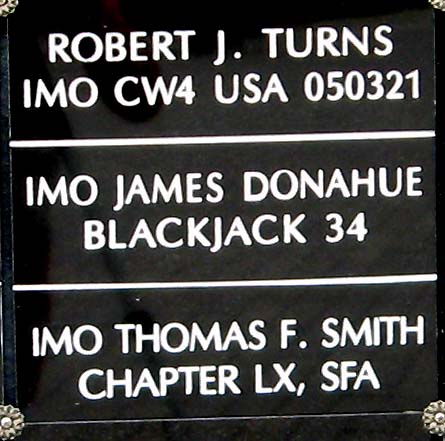 ROBERT J. TURNS
IMO CW4 USA 050321
IMO JAMES DONAHUE
BLACKJACK 34
IMO THOMAS F. SMITH
CHAPTER LX, SFA